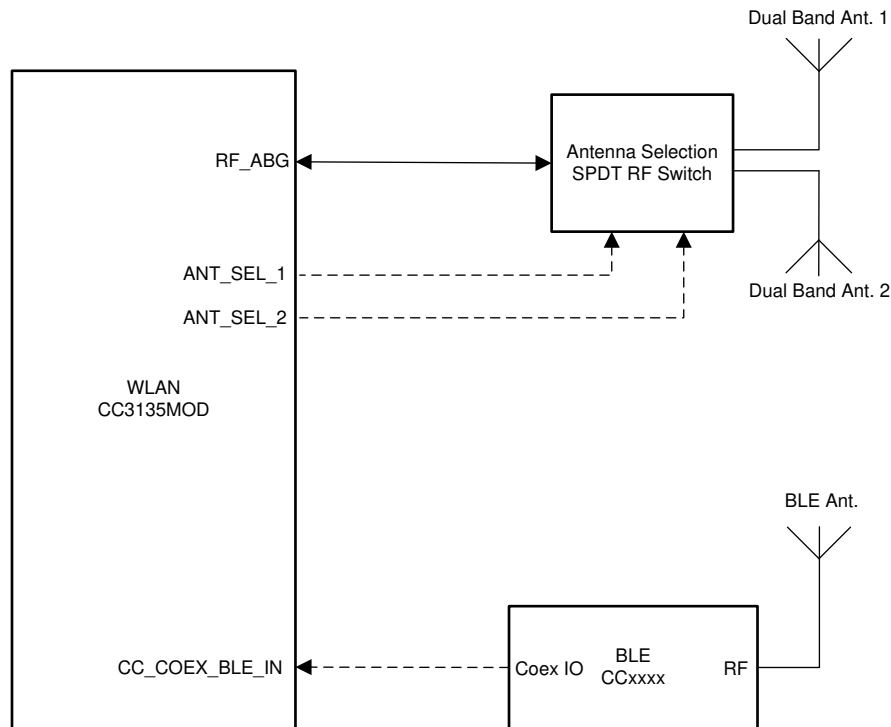 Dual Band Ant. 1
RF_ABG
Antenna Selection
SPDT RF Switch
ANT_SEL_1
Dual Band Ant. 2
ANT_SEL_2
WLAN
CC3135MOD
BLE Ant.
CC_COEX_BLE_IN
Coex IO
BLE
CCxxxx
RF